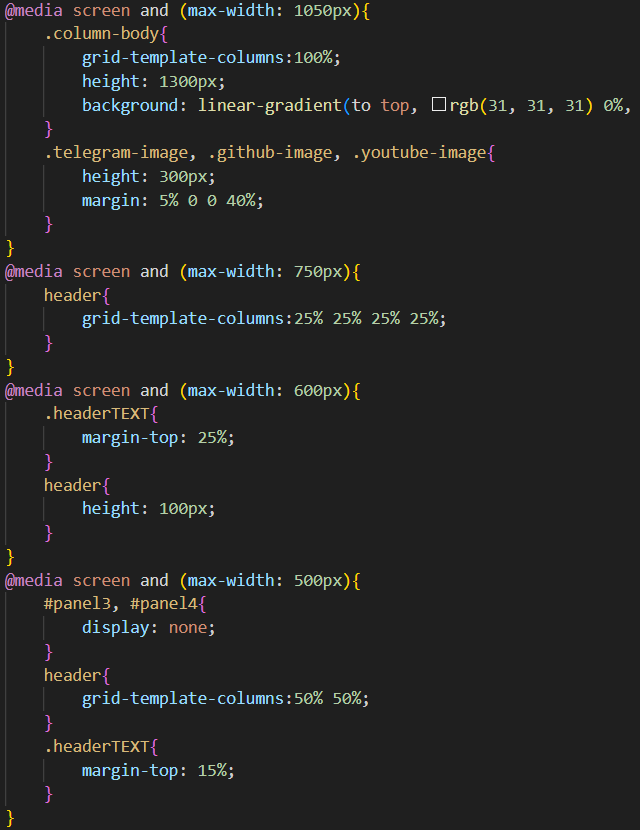 @media screen and (max-width: 1050px){
.column-body{
grid-template-columns:100%;
height: 1300px;
background: linear-gradient(to top, rgb(31, 31, 31) 0%,
}
.telegram-image, .github-image, .youtube-image{
height: 300px;
margin: 5% 0 0 40%;
}
}
@media screen and (max-width: 750px){
header{
grid-template-columns:25% 25% 25% 25%;
}
}
@media screen and (max-width: 600px){
.headerTEXT{
margin-top: 25%;
}
header{
height: 100px;
}
}
@media screen and (max-width: 500px){
#panel3, #panel4{
display: none;
}
header{
grid-template-columns:50% 50%;
}
.headerTEXT{
margin-top: 15%;
}
}